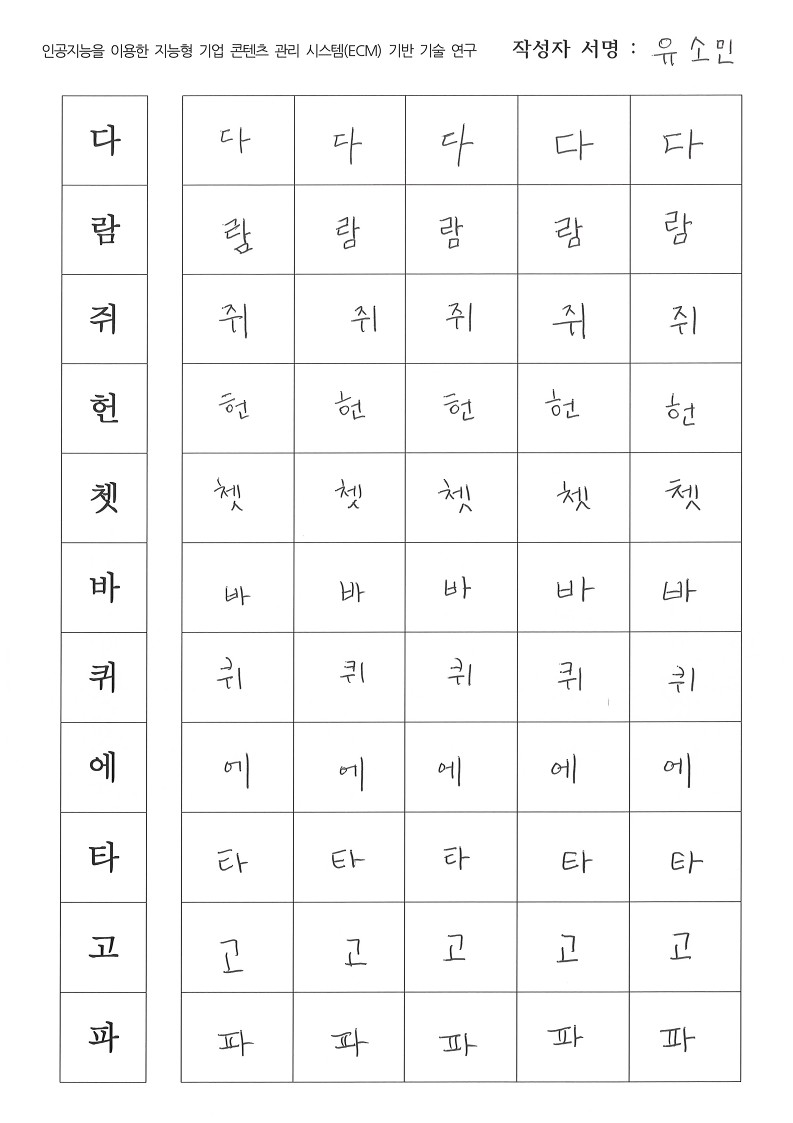 인공지능을 이용한 지능형 기업 콘텐츠 관리 시스템(ECM) 기반 기술 연구 작성자 서명 : 유소민
다 다 다 다 다 다
람 람 람 람 람 람
쥐 쥐 쥐 쥐 쥐 쥐
헌 헌 헌 헌 헌 헌
쳇 쳇 쳇 쳇 쳇 쳇
바 바 바 바 바 바
퀴 퀴 퀴 퀴 퀴 퀴
에 에 에 에 에 에
타 타 타 타 타 타
고 고 고 고 고 고
파 파 파 파 파 파